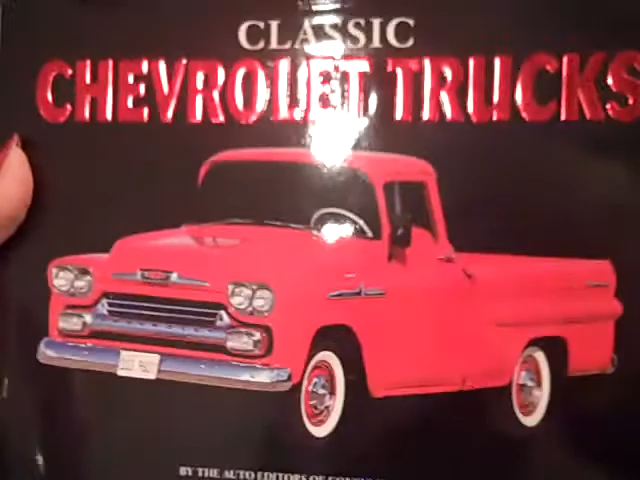 CLASSIC
CHEVROLET TRUCKS
BY THE AUTO EDITORS OF